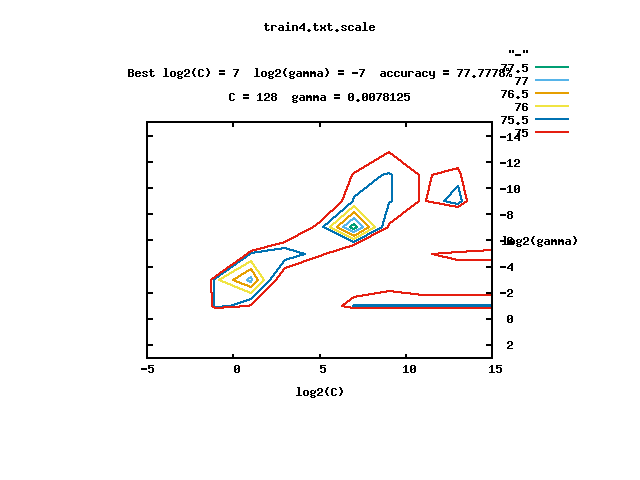 train4.txt.scale
"-"
Best log2(C) = 7  log2(gamma) = -7  accuracy = 77.7778%
C = 128  gamma = 0.0078125
77.5
77
76.5
76
75.5
75
-14
-12
-10
-8
-6
-4
-2
0
2
log2(gamma)
-5 0 5 10 15
log2(C)